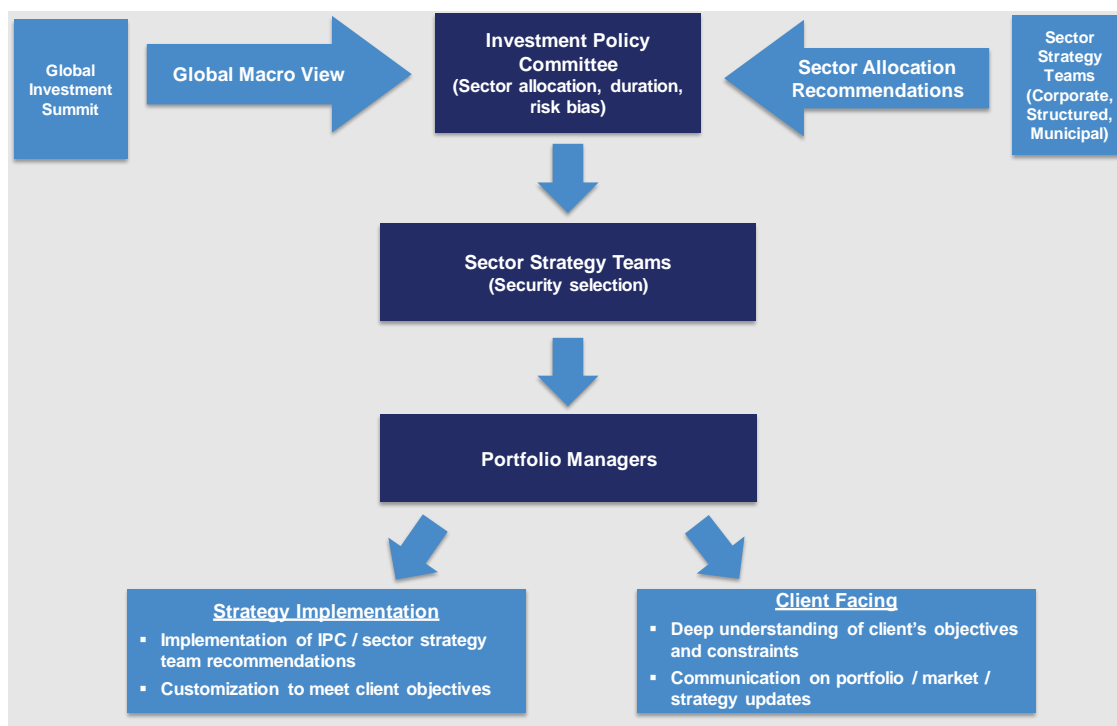 Global
Investment
Summit
Global Macro View
Investment Policy
Committee
(Sector allocation, duration,
risk bias)
Sector Allocation
Recommendations
Sector
Strategy
Teams
(Corporate,
Structured,
Municipal)
Sector Strategy Teams
(Security selection)
Portfolio Managers
Strategy Implementation
▪ Implementation of IPC / sector strategy
team recommendations
▪ Customization to meet client objectives
Client Facing
▪ Deep understanding of client's objectives
and constraints
▪ Communication on portfolio / market /
strategy updates